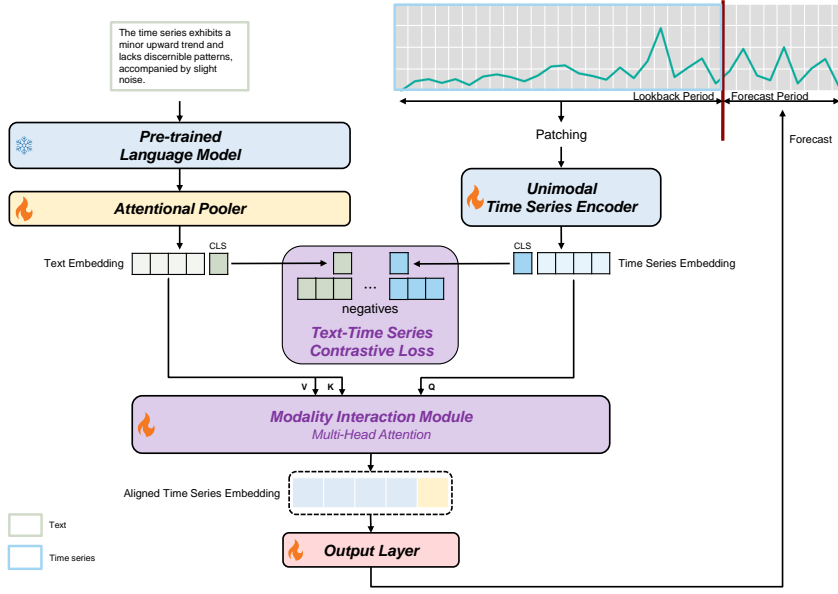 The time series exhibits a
minor upward trend and
lacks discernible patterns,
accompanied by slight
noise.
Lookback Period
Forecast Period
Pre-trained
Language Model
Patching
Forecast
Attentional Pooler
Unimodal
Time Series Encoder
Text Embedding
CLS
CLS
Time Series Embedding
...
negatives
Text-Time Series
Contrastive Loss
V
K
Q
Modality Interaction Module
Multi-Head Attention
Aligned Time Series Embedding
Text
Time series
Output Layer